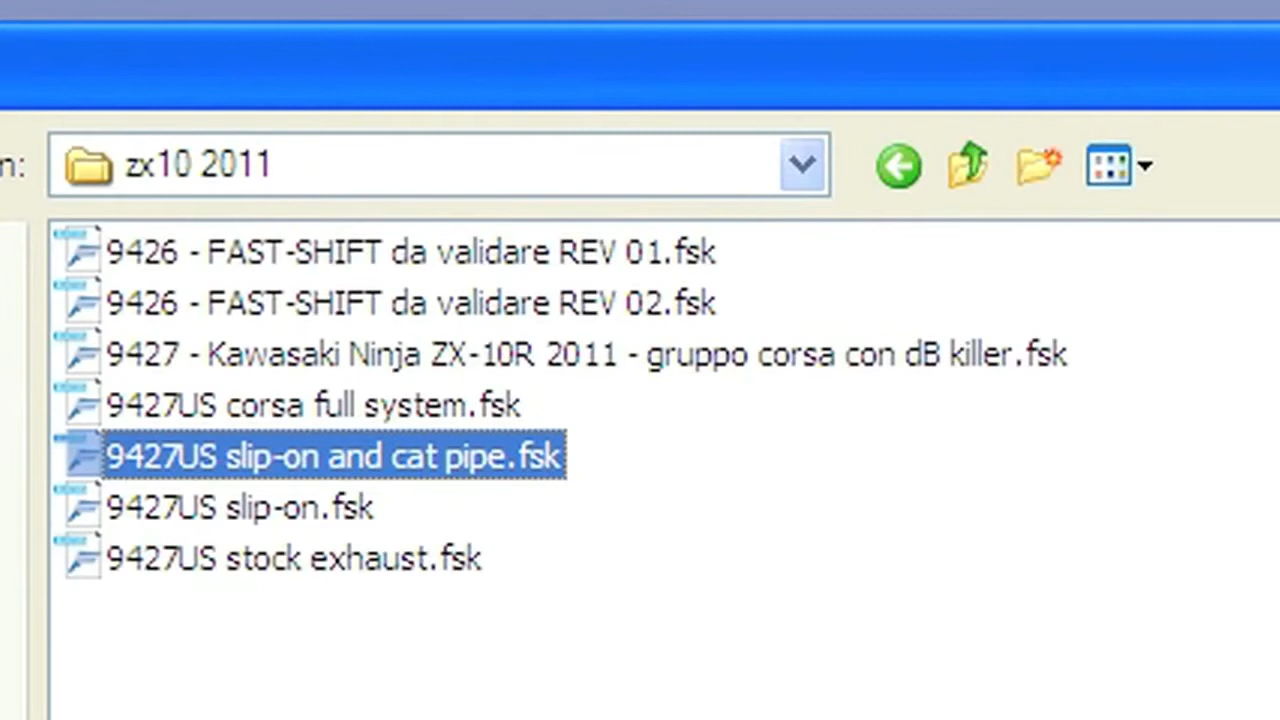 n:
zx10 2011
9426 - FAST-SHIFT da validare REV 01.fsk
9426 - FAST-SHIFT da validare REV 02.fsk
9427 - Kawasaki Ninja ZX-10R 2011 - gruppo corsa con dB killer.fsk
9427US corsa full system.fsk
9427US slip-on and cat pipe.fsk
9427US slip-on.fsk
9427US stock exhaust.fsk